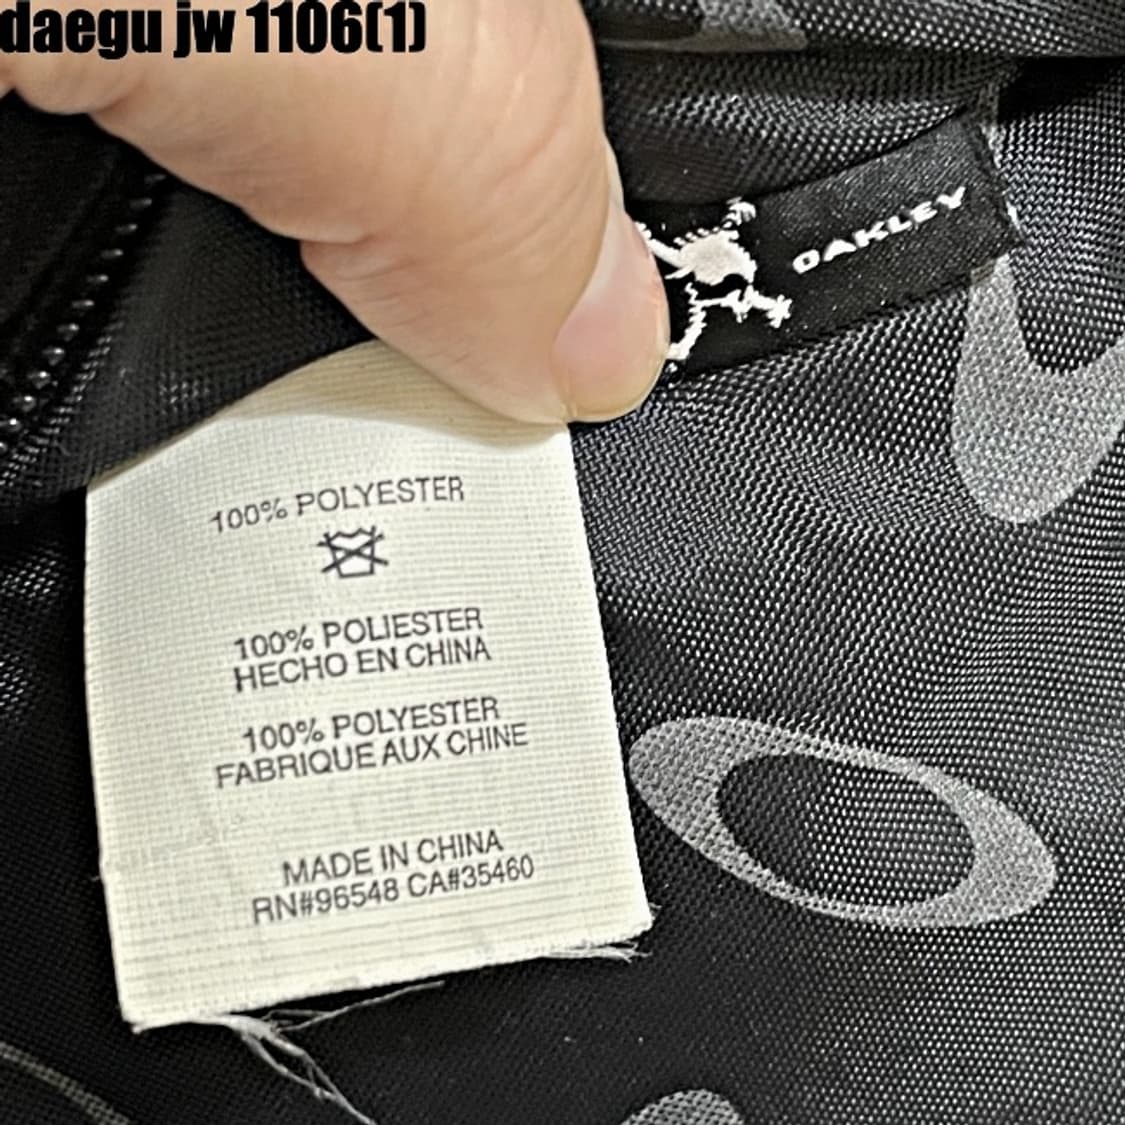 daegu jw 1106(1)
OAKLEY
100% POLYESTER
100% POLIESTER
HECHO EN CHINA
100% POLYESTER
FABRIQUE AUX CHINE
MADE IN CHINA
RN#96548 CA#35460